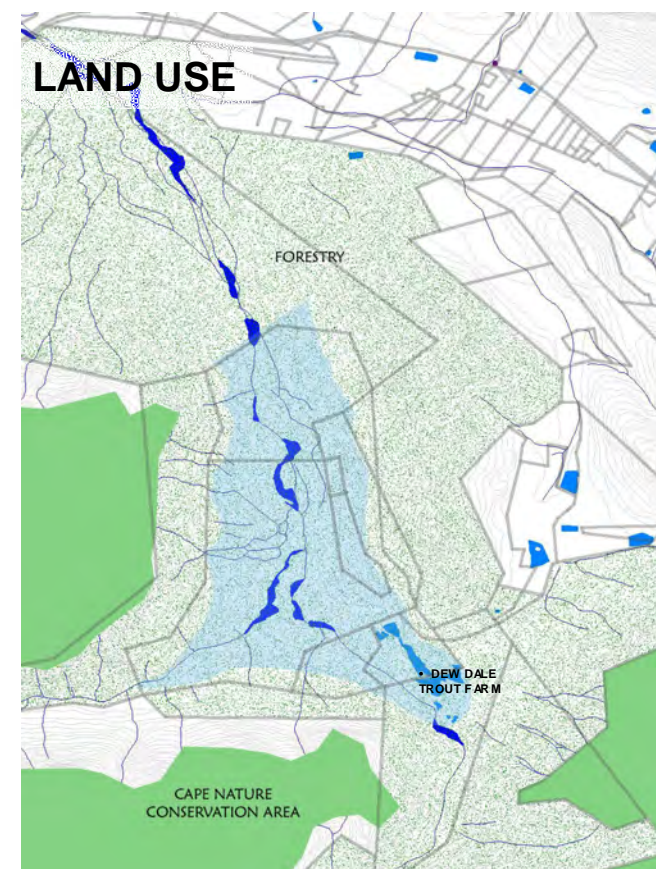 LAND USE
FORESTRY
• DEW DALE
TROUT FARM
CAPE NATURE
CONSERVATION AREA